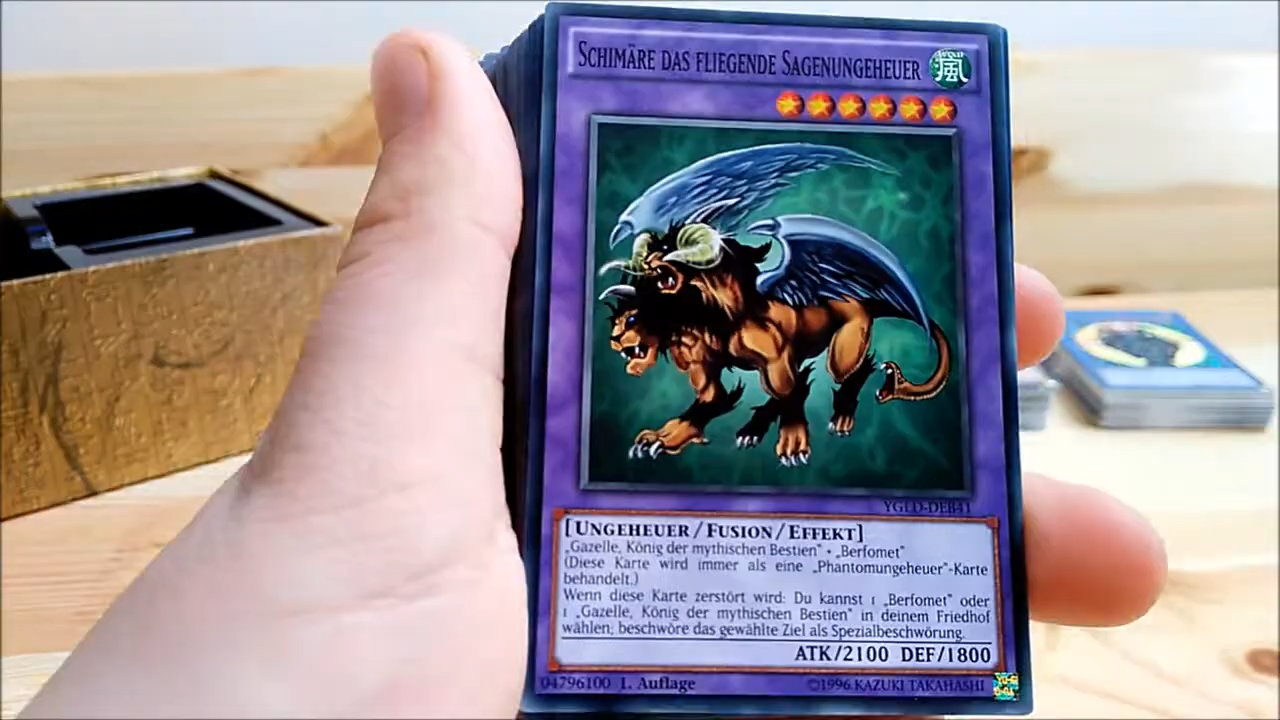 SCHIMÄRE DAS FLIEGENDE SAGENUNGEHEUER
WIND
風
YGLD-DEB41
[UNGEHEUER/FUSION/EFFEKT]
„Gazelle, König der mythischen Bestien“ + „Berfomet“
(Diese Karte wird immer als eine „Phantomungeheuer“-Karte
behandelt.)
Wenn diese Karte zerstört wird: Du kannst 1 „Berfomet“ oder
1 „Gazelle, König der mythischen Bestien“ in deinem Friedhof
wählen; beschwöre das gewählte Ziel als Spezialbeschwörung.
ATK/2100 DEF/1800
04796100 1. Auflage
©1996 KAZUKI TAKAHASHI